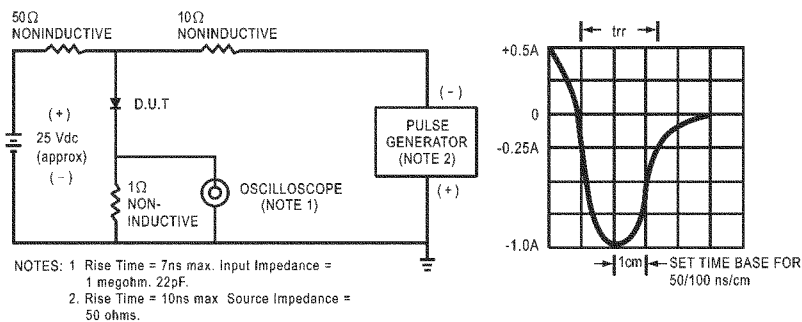 50Ω
NONINDUCTIVE
10Ω
NONINDUCTIVE
D.U.T
(+)
25 Vdc
(approx)
(-)
1Ω
NON-
INDUCTIVE
OSCILLOSCOPE
(NOTE 1)
(-)
PULSE
GENERATOR
(NOTE 2)
(+)
trr
+0.5A
0
-0.25A
-1.0A
1cm
SET TIME BASE FOR
50/100 ns/cm
NOTES: 1 Rise Time = 7ns max. Input Impedance =
1 megohm. 22pF.
2. Rise Time = 10ns max Source Impedance =
50 ohms.